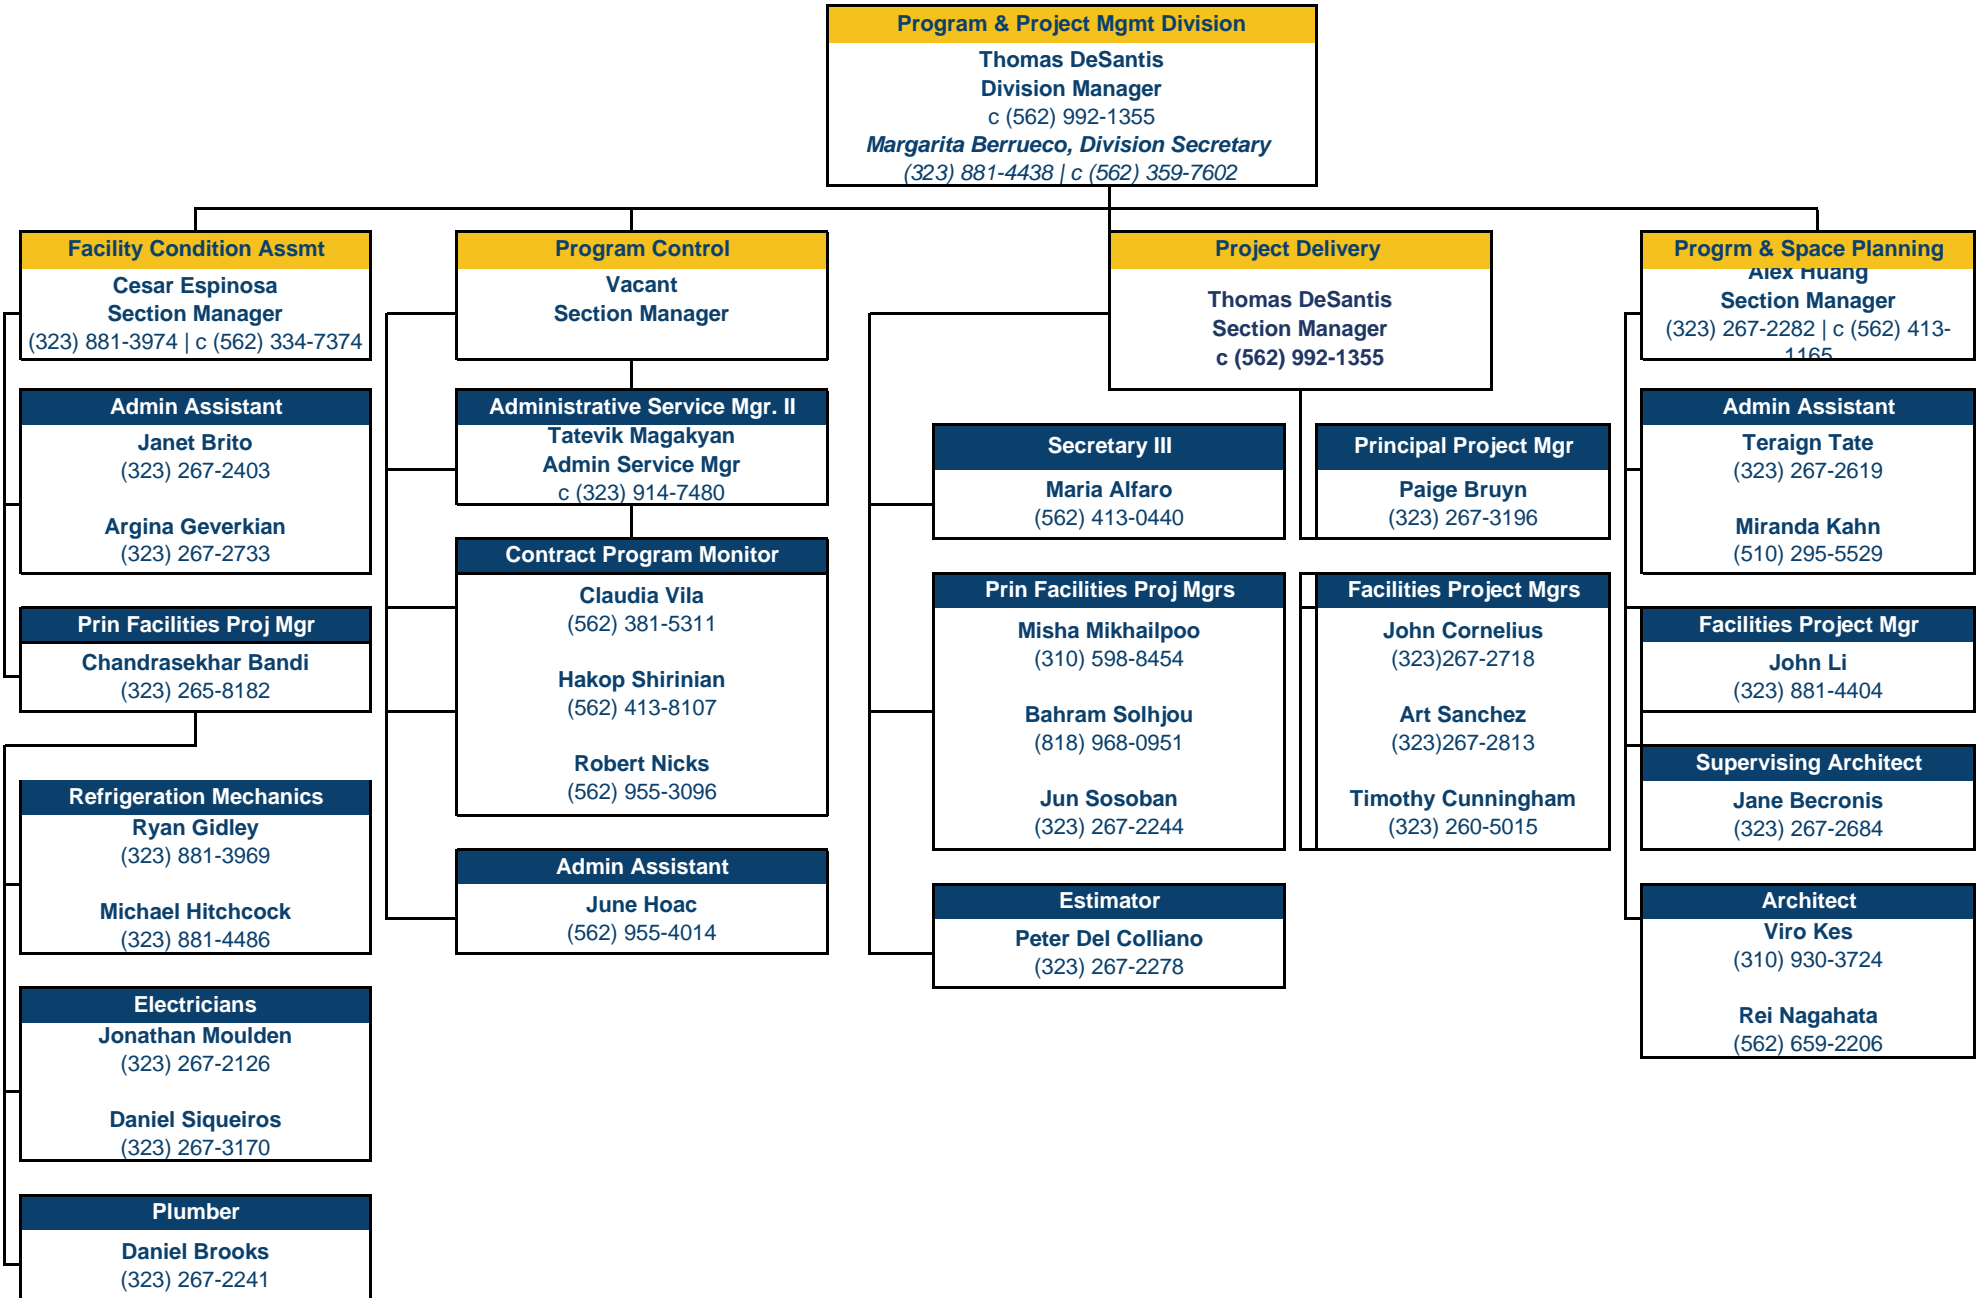 Program & Project Mgmt Division
Thomas DeSantis
Division Manager
c (562) 992-1355
Margarita Berrueco, Division Secretary
(323) 881-4438 | c (562) 359-7602
Facility Condition Assmt
Cesar Espinosa
Section Manager
(323) 881-3974 | c (562) 334-7374
Admin Assistant
Janet Brito
(323) 267-2403
Argina Geverkian
(323) 267-2733
Prin Facilities Proj Mgr
Chandrasekhar Bandi
(323) 265-8182
Refrigeration Mechanics
Ryan Gidley
(323) 881-3969
Michael Hitchcock
(323) 881-4486
Electricians
Jonathan Moulden
(323) 267-2126
Daniel Siqueiros
(323) 267-3170
Plumber
Daniel Brooks
(323) 267-2241
Program Control
Vacant
Section Manager
Administrative Service Mgr. II
Tatevik Magakyan
Admin Service Mgr
c (323) 914-7480
Contract Program Monitor
Claudia Vila
(562) 381-5311
Hakop Shirinian
(562) 413-8107
Robert Nicks
(562) 955-3096
Admin Assistant
June Hoac
(562) 955-4014
Project Delivery
Thomas DeSantis
Section Manager
c (562) 992-1355
Secretary III
Maria Alfaro
(562) 413-0440
Prin Facilities Proj Mgrs
Misha Mikhailpoo
(310) 598-8454
Bahram Solhjou
(818) 968-0951
Jun Sosoban
(323) 267-2244
Estimator
Peter Del Colliano
(323) 267-2278
Principal Project Mgr
Paige Bruyn
(323) 267-3196
Facilities Project Mgrs
John Cornelius
(323)267-2718
Art Sanchez
(323)267-2813
Timothy Cunningham
(323) 260-5015
Progrm & Space Planning
Alex Huang
Section Manager
(323) 267-2282 | c (562) 413-
1165
Admin Assistant
Teraign Tate
(323) 267-2619
Miranda Kahn
(510) 295-5529
Facilities Project Mgr
John Li
(323) 881-4404
Supervising Architect
Jane Becronis
(323) 267-2684
Architect
Viro Kes
(310) 930-3724
Rei Nagahata
(562) 659-2206